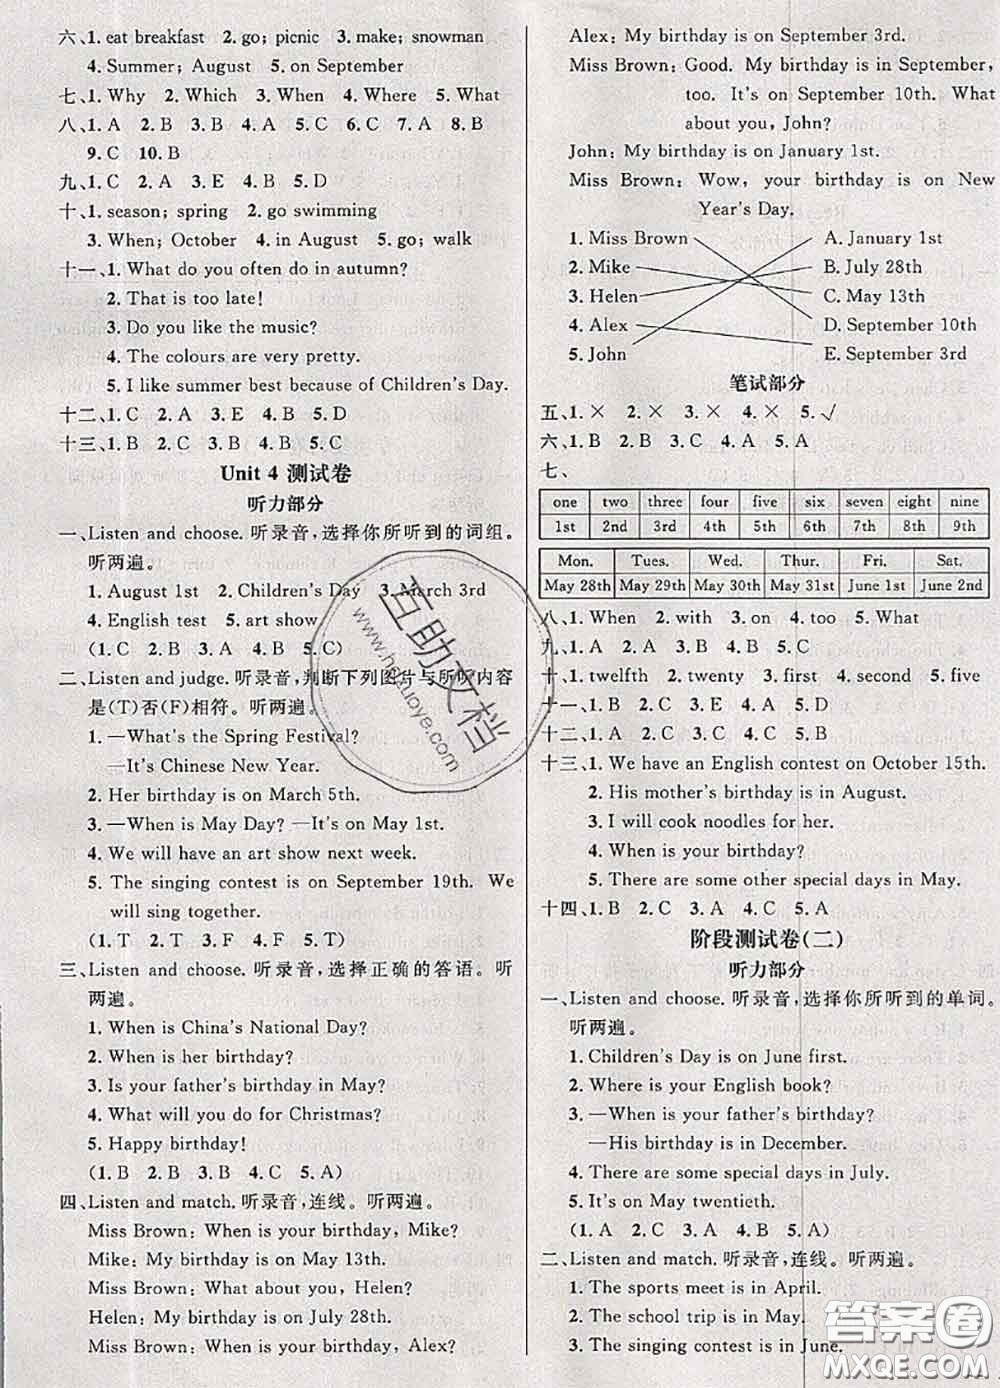 六、1. eat breakfast 2. go; picnic 3. make; snowman
4. Summer; August 5. on September
七、1. Why 2. Which 3. When 4. Where 5. What
八、1. A 2. B 3. B 4. A 5. C 6. C 7. A 8. B
9. C 10. B
九、1. C 2. A 3. A 4. B 5. D
十、1. season; spring 2. go swimming
3. When; October 4. in August 5. go; walk
十一、1. What do you often do in autumn?
2. That is too late!
3. Do you like the music?
4. The colours are very pretty.
5. I like summer best because of Children's Day.
十二、1. C 2. A 3. E 4. B 5. D
十三、1. B 2. C 3. B 4. A 5. C
Unit 4 测试卷
听力部分
一、Listen and choose. 听录音,选择你所听到的词组。
听两遍。
1. August 1st 2. Children's Day 3. March 3rd
4. English test 5. art show
(1. C 2. A 3. B 4. A 5. C)
二、Listen and judge. 听录音,判断下列图片与所听内容
是(T)否(F)相符。听两遍。
1. —What's the Spring Festival?
—It's Chinese New Year.
2. Her birthday is on March 5th.
3. —When is May Day? —It's on May 1st.
4. We will have an art show next week.
5. The singing contest is on September 19th. We
will sing together.
(1. T 2. T 3. F 4. F 5. T)
三、Listen and choose. 听录音,选择正确的答语。听
两遍。
1. When is China's National Day?
2. When is her birthday?
3. Is your father's birthday in May?
4. What will you do for Christmas?
5. Happy birthday!
(1. B 2. A 3. B 4. B 5. A)
四、Listen and match. 听录音,连线。听两遍。
Miss Brown: When is your birthday, Mike?
Mike: My birthday is on May 13th.
Miss Brown: What about you, Helen?
Helen: My birthday is on July 28th.
Miss Brown: When is your birthday, Alex?
Alex: My birthday is on September 3rd.
Miss Brown: Good. My birthday is in September,
too. It's on September 10th. What
about you, John?
John: My birthday is on January 1st.
Miss Brown: Wow, your birthday is on New
Year's Day.
1. Miss Brown A. January 1st
2. Mike B. July 28th
3. Helen C. May 13th
4. Alex D. September 10th
5. John E. September 3rd
笔试部分
五、1. × 2. × 3. × 4. × 5. √
六、1. B 2. B 3. C 4. A 5. A
七、
one two three four five six seven eight nine
1st 2nd 3rd 4th 5th 6th 7th 8th 9th
Mon. Tues. Wed. Thur. Fri. Sat.
May 28th May 29th May 30th May 31st June 1st June 2nd
八、1. When 2. with 3. on 4. too 5. What
九、1. C 2. B 3. A 4. A 5. B
十、1. twelfth 2. twenty 3. first 4. second 5. five
十一、1. B 2. C 3. A 4. C 5. A
十二、1. B 2. A 3. C 4. D 5. B
十三、1. We have an English contest on October 15th.
2. His mother's birthday is in August.
3. I will cook noodles for her.
4. When is your birthday?
5. There are some other special days in May.
十四、1. B 2. C 3. A 4. C 5. A
阶段测试卷(二)
听力部分
一、Listen and choose. 听录音,选择你所听到的单词。
听两遍。
1. Children's Day is on June first.
2. Where is your English book?
3. —When is your father's birthday?
—His birthday is in December.
4. There are some special days in July.
5. It's on May twentieth.
(1. A 2. C 3. A 4. B 5. A)
二、Listen and match. 听录音,连线。听两遍。
1. The sports meet is in April.
2. The school trip is in May.
3. The singing contest is in June.
互助文档
www.hzhuoye.com
答案圈
MXQE.COM